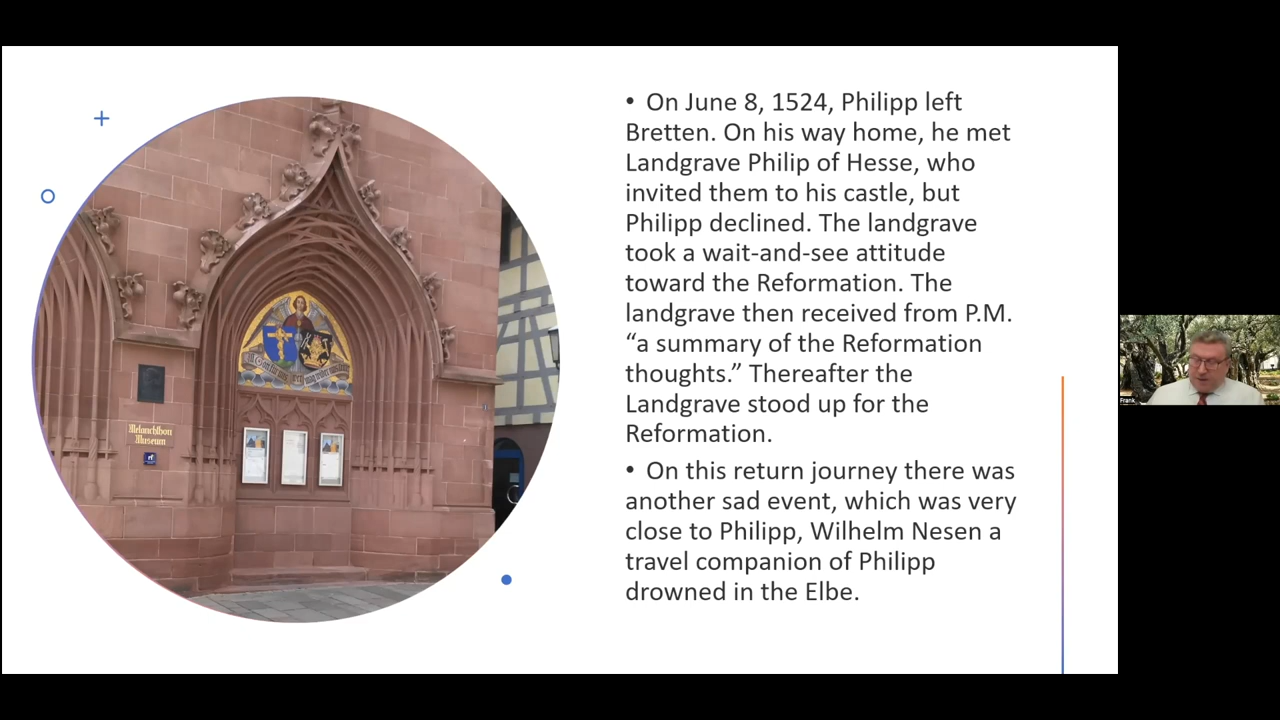 • On June 8, 1524, Philipp left
Bretten. On his way home, he met
Landgrave Philip of Hesse, who
invited them to his castle, but
Philipp declined. The landgrave
took a wait-and-see attitude
toward the Reformation. The
landgrave then received from P.M.
“a summary of the Reformation
thoughts.” Thereafter the
Landgrave stood up for the
Reformation.
• On this return journey there was
another sad event, which was very
close to Philipp, Wilhelm Nesen a
travel companion of Philipp
drowned in the Elbe.
Melanchthon
Museum
Frank